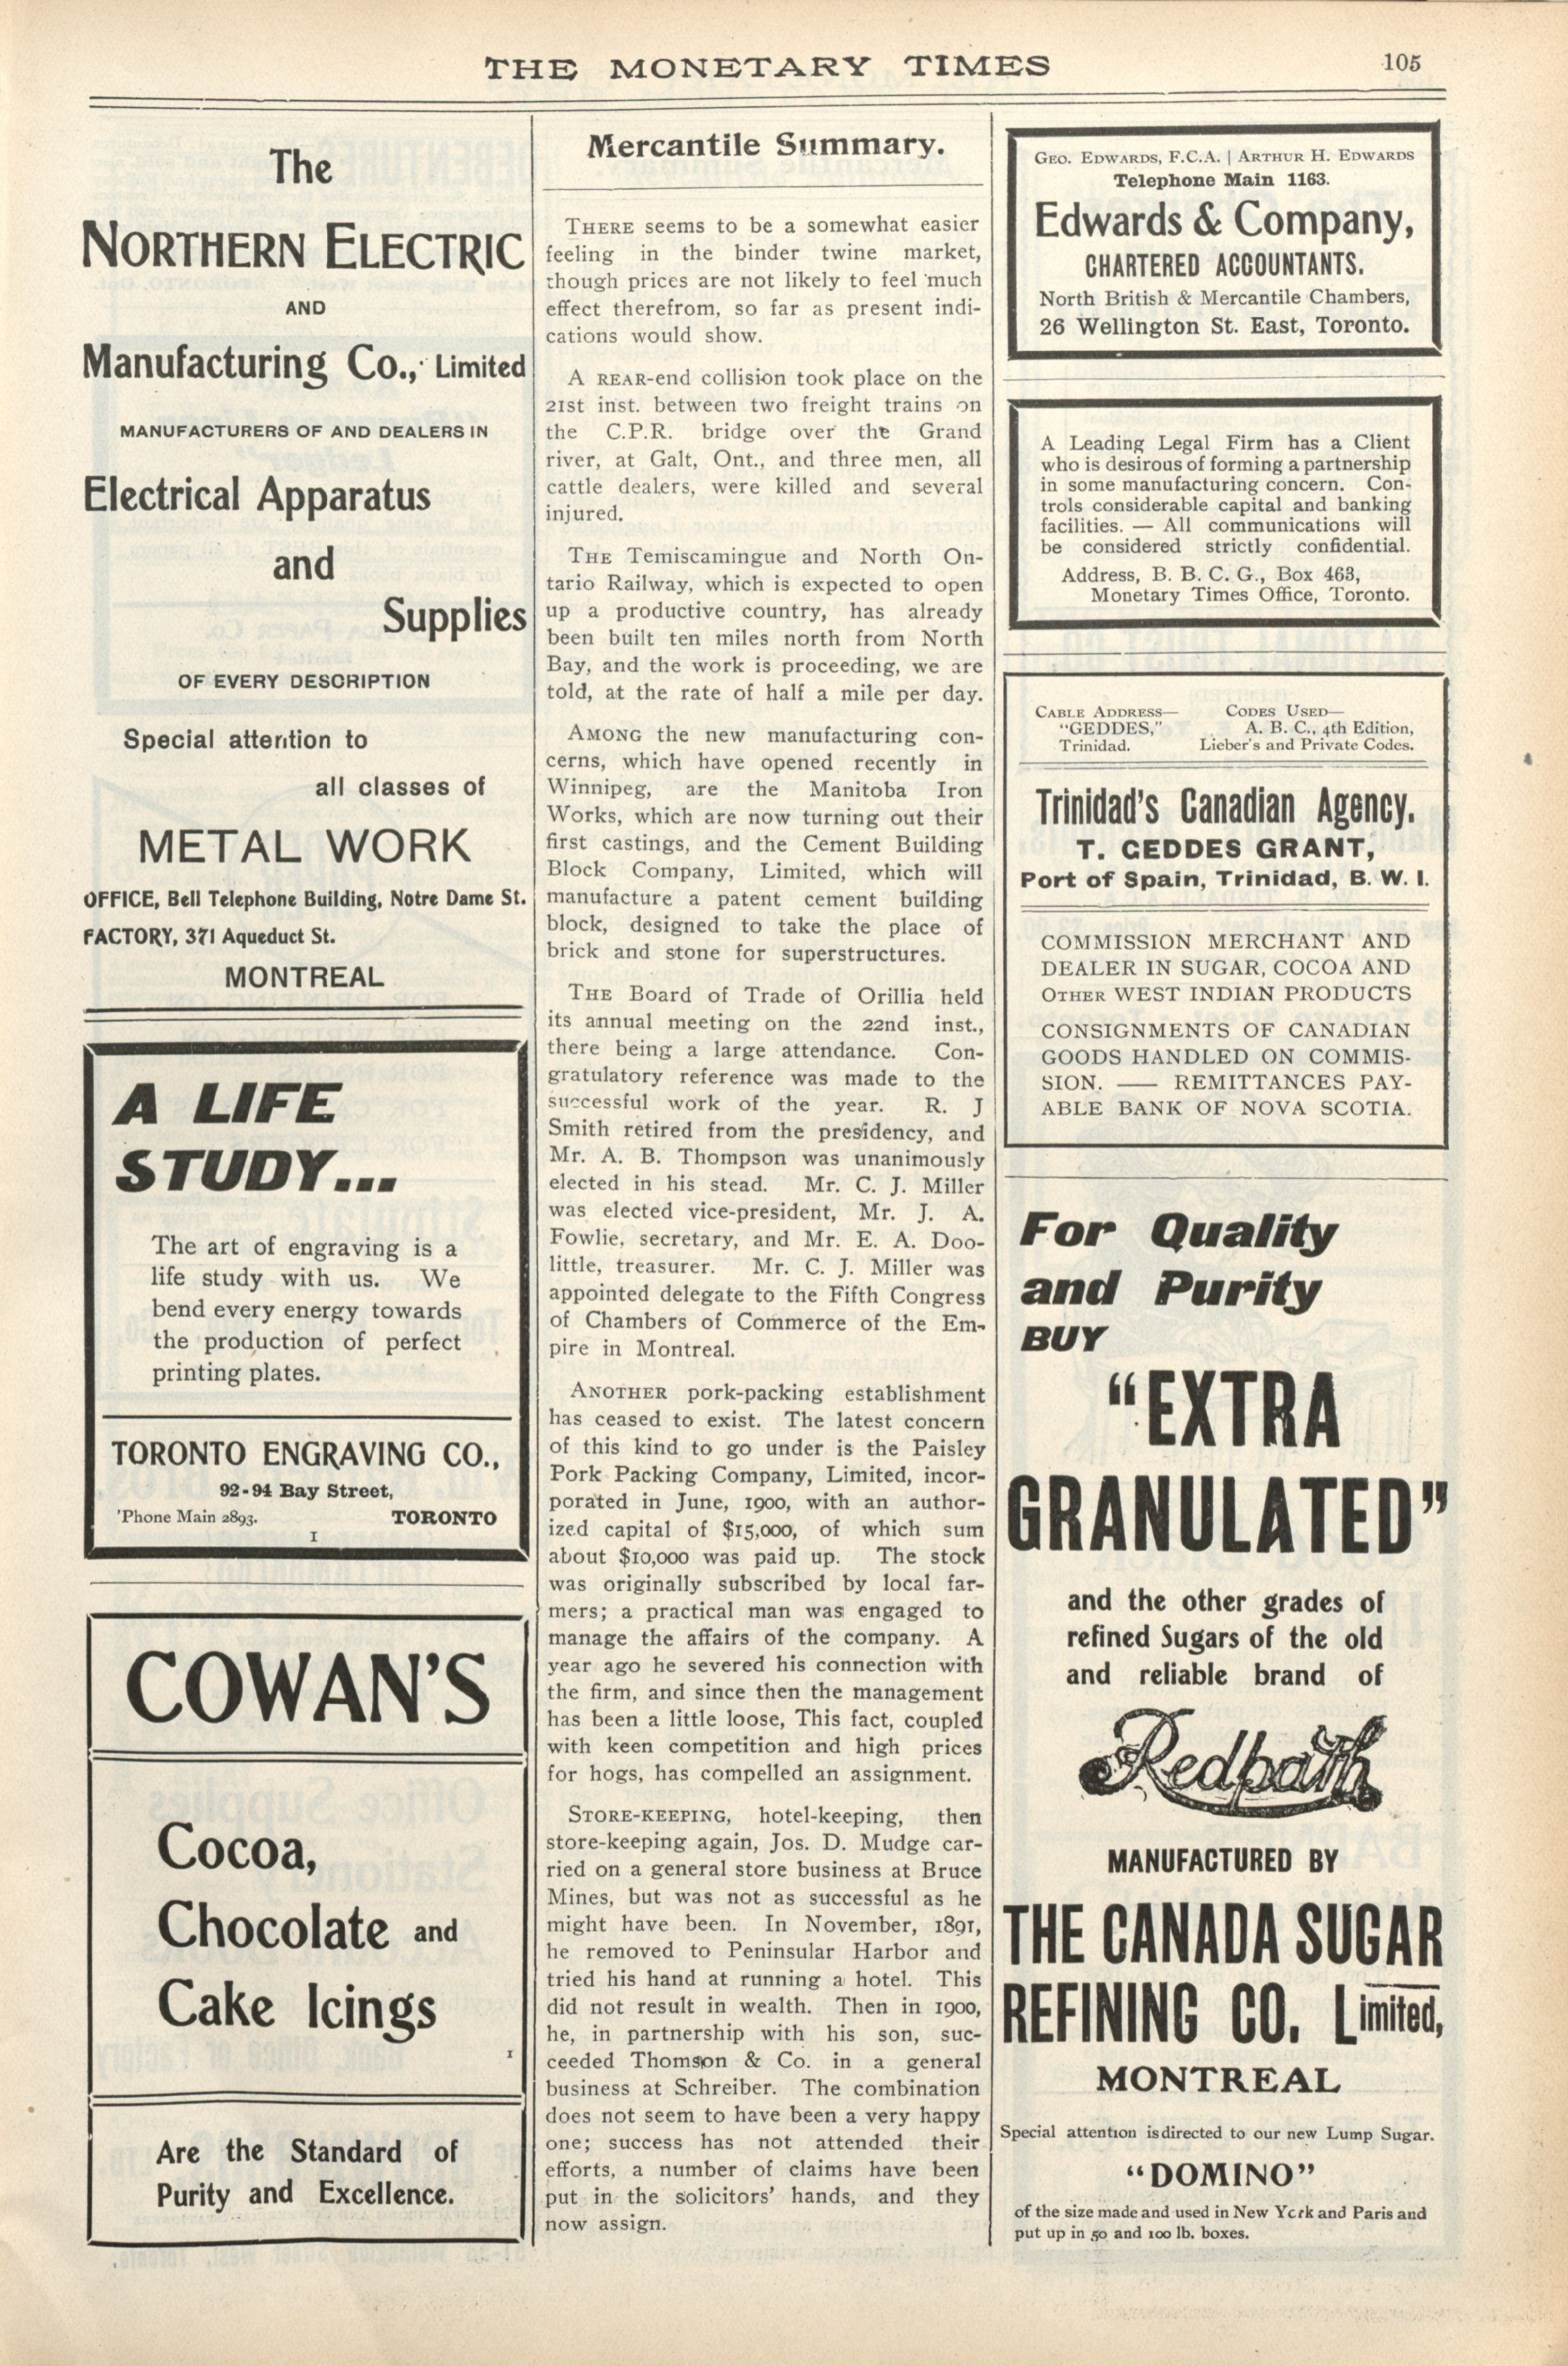 THE MONETARY TIMES
105
The
NORTHERN ELECTRIC
AND
Manufacturing Co., Limited
MANUFACTURERS OF AND DEALERS IN
Electrical Apparatus
and
Supplies
OF EVERY DESCRIPTION
Special attention to
all classes of
METAL WORK
OFFICE, Bell Telephone Building, Notre Dame St.
FACTORY, 371 Aqueduct St.
MONTREAL
A LIFE
STUDY...
The art of engraving is a
life study with us. We
bend every energy towards
the production of perfect
printing plates.
TORONTO ENGRAVING CO.,
92-94 Bay Street,
'Phone Main 2893. TORONTO
1
COWAN'S
Cocoa,
Chocolate and
Cake Icings
1
Are the Standard of
Purity and Excellence.
Mercantile Summary.
THERE seems to be a somewhat easier
feeling in the binder twine market,
though prices are not likely to feel much
effect therefrom, so far as present indi-
cations would show.
A REAR-end collision took place on the
21st inst. between two freight trains on
the C.P.R. bridge over the Grand
river, at Galt, Ont., and three men, all
cattle dealers, were killed and several
injured.
THE Temiscamingue and North On-
tario Railway, which is expected to open
up a productive country, has already
been built ten miles north from North
Bay, and the work is proceeding, we are
told, at the rate of half a mile per day.
AMONG the new manufacturing con-
cerns, which have opened recently in
Winnipeg, are the Manitoba Iron
Works, which are now turning out their
first castings, and the Cement Building
Block Company, Limited, which will
manufacture a patent cement building
block, designed to take the place of
brick and stone for superstructures.
THE Board of Trade of Orillia held
its annual meeting on the 22nd inst.,
there being a large attendance. Con-
gratulatory reference was made to the
successful work of the year. R. J
Smith retired from the presidency, and
Mr. A. B. Thompson was unanimously
elected in his stead. Mr. C. J. Miller
was elected vice-president, Mr. J. A.
Fowlie, secretary, and Mr. E. A. Doo-
little, treasurer. Mr. C. J. Miller was
appointed delegate to the Fifth Congress
of Chambers of Commerce of the Em-
pire in Montreal.
ANOTHER pork-packing establishment
has ceased to exist. The latest concern
of this kind to go under is the Paisley
Pork Packing Company, Limited, incor-
porated in June, 1900, with an author-
ized capital of $15,000, of which sum
about $10,000 was paid up. The stock
was originally subscribed by local far-
mers; a practical man was engaged to
manage the affairs of the company. A
year ago he severed his connection with
the firm, and since then the management
has been a little loose, This fact, coupled
with keen competition and high prices
for hogs, has compelled an assignment.
STORE-KEEPING, hotel-keeping, then
store-keeping again, Jos. D. Mudge car-
ried on a general store business at Bruce
Mines, but was not as successful as he
might have been. In November, 1891,
he removed to Peninsular Harbor and
tried his hand at running a hotel. This
did not result in wealth. Then in 1900,
he, in partnership with his son, suc-
ceeded Thomson & Co. in a general
business at Schreiber. The combination
does not seem to have been a very happy
one; success has not attended their
efforts, a number of claims have been
put in the solicitors' hands, and they
now assign.
GEO. EDWARDS, F.C.A. | ARTHUR H. EDWARDS
Telephone Main 1163.
Edwards & Company,
CHARTERED ACCOUNTANTS.
North British & Mercantile Chambers,
26 Wellington St. East, Toronto.
A Leading Legal Firm has a Client
who is desirous of forming a partnership
in some manufacturing concern. Con-
trols considerable capital and banking
facilities. — All communications will
be considered strictly confidential.
Address, B. B. C. G., Box 463,
Monetary Times Office, Toronto.
CABLE ADDRESS— CODES USED—
"GEDDES," A. B. C., 4th Edition,
Trinidad. Lieber's and Private Codes.
Trinidad's Canadian Agency.
T. GEDDES GRANT,
Port of Spain, Trinidad, B. W. I.
COMMISSION MERCHANT AND
DEALER IN SUGAR, COCOA AND
OTHER WEST INDIAN PRODUCTS
CONSIGNMENTS OF CANADIAN
GOODS HANDLED ON COMMIS-
SION. — REMITTANCES PAY-
ABLE BANK OF NOVA SCOTIA.
For Quality
and Purity
BUY
"EXTRA
GRANULATED"
and the other grades of
refined Sugars of the old
and reliable brand of
Redpath
MANUFACTURED BY
THE CANADA SUGAR
REFINING CO. Limited,
MONTREAL
Special attention is directed to our new Lump Sugar.
"DOMINO"
of the size made and used in New York and Paris and
put up in 50 and 100 lb. boxes.